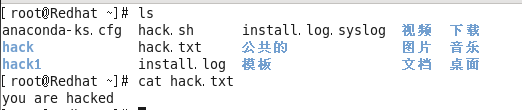 [root@Redhat ~]# ls
anaconda-ks.cfg hack.sh install.log.syslog 视频 下载
hack hack.txt 公共的 图片 音乐
hack1 install.log 模板 文档 桌面
[root@Redhat ~]# cat hack.txt
you are hacked
[root@Redhat ~]#